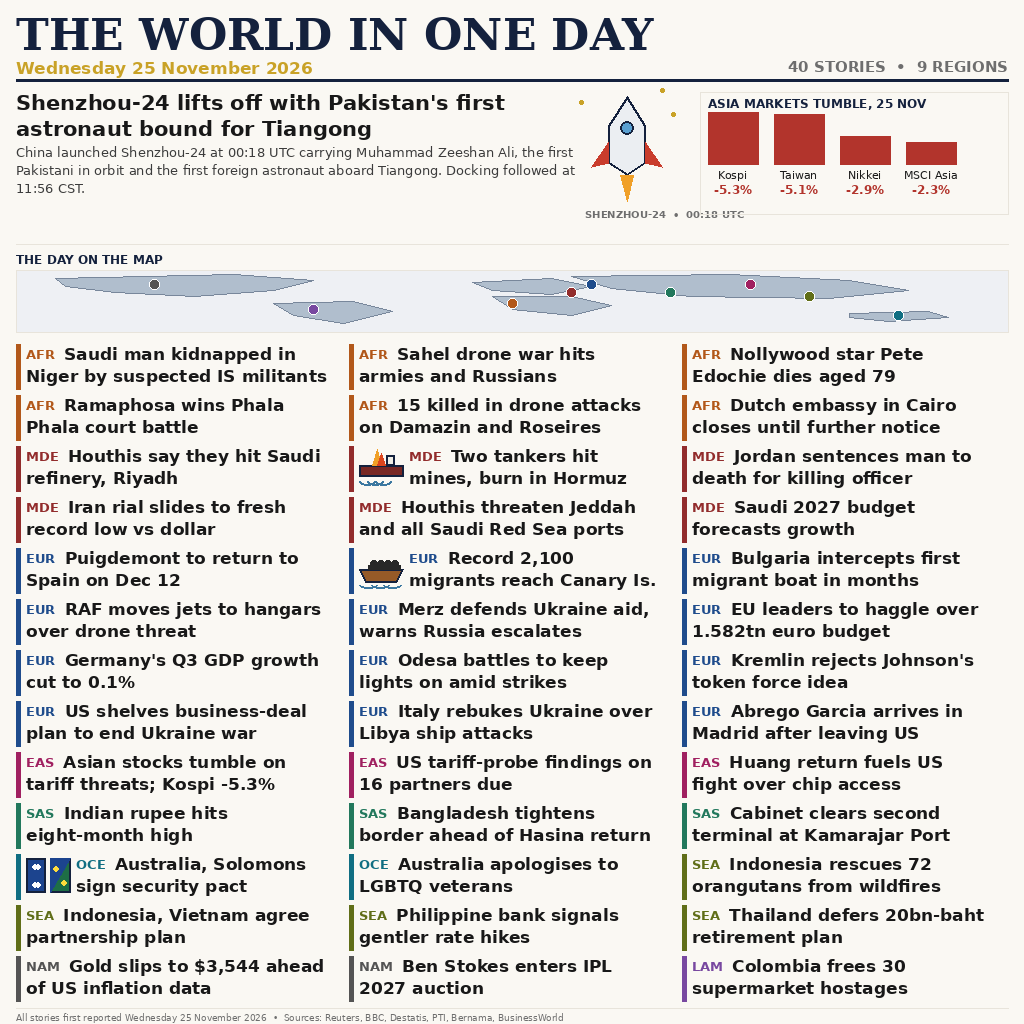 THE WORLD IN ONE DAY
Wednesday 25 November 2026
40 STORIES • 9 REGIONS
Shenzhou-24 lifts off with Pakistan's first
astronaut bound for Tiangong
China launched Shenzhou-24 at 00:18 UTC carrying Muhammad Zeeshan Ali, the first
Pakistani in orbit and the first foreign astronaut aboard Tiangong. Docking followed at
11:56 CST.
SHENZHOU-24 • 00:18 UTC
ASIA MARKETS TUMBLE, 25 NOV
Kospi Taiwan Nikkei MSCI Asia
-5.3% -5.1% -2.9% -2.3%
THE DAY ON THE MAP
AFR Saudi man kidnapped in
Niger by suspected IS militants
AFR Sahel drone war hits
armies and Russians
AFR Nollywood star Pete
Edochie dies aged 79
AFR Ramaphosa wins Phala
Phala court battle
AFR 15 killed in drone attacks
on Damazin and Roseires
AFR Dutch embassy in Cairo
closes until further notice
MDE Houthis say they hit Saudi
refinery, Riyadh
MDE Two tankers hit
mines, burn in Hormuz
MDE Jordan sentences man to
death for killing officer
MDE Iran rial slides to fresh
record low vs dollar
MDE Houthis threaten Jeddah
and all Saudi Red Sea ports
MDE Saudi 2027 budget
forecasts growth
EUR Puigdemont to return to
Spain on Dec 12
EUR Record 2,100
migrants reach Canary Is.
EUR Bulgaria intercepts first
migrant boat in months
EUR RAF moves jets to hangars
over drone threat
EUR Merz defends Ukraine aid,
warns Russia escalates
EUR EU leaders to haggle over
1.582tn euro budget
EUR Germany's Q3 GDP growth
cut to 0.1%
EUR Odesa battles to keep
lights on amid strikes
EUR Kremlin rejects Johnson's
token force idea
EUR US shelves business-deal
plan to end Ukraine war
EUR Italy rebukes Ukraine over
Libya ship attacks
EUR Abrego Garcia arrives in
Madrid after leaving US
EAS Asian stocks tumble on
tariff threats; Kospi -5.3%
EAS US tariff-probe findings on
16 partners due
EAS Huang return fuels US
fight over chip access
SAS Indian rupee hits
eight-month high
SAS Bangladesh tightens
border ahead of Hasina return
SAS Cabinet clears second
terminal at Kamarajar Port
OCE Australia, Solomons
sign security pact
OCE Australia apologises to
LGBTQ veterans
SEA Indonesia rescues 72
orangutans from wildfires
SEA Indonesia, Vietnam agree
partnership plan
SEA Philippine bank signals
gentler rate hikes
SEA Thailand defers 20bn-baht
retirement plan
NAM Gold slips to $3,544 ahead
of US inflation data
NAM Ben Stokes enters IPL
2027 auction
LAM Colombia frees 30
supermarket hostages
All stories first reported Wednesday 25 November 2026 • Sources: Reuters, BBC, Destatis, PTI, Bernama, BusinessWorld